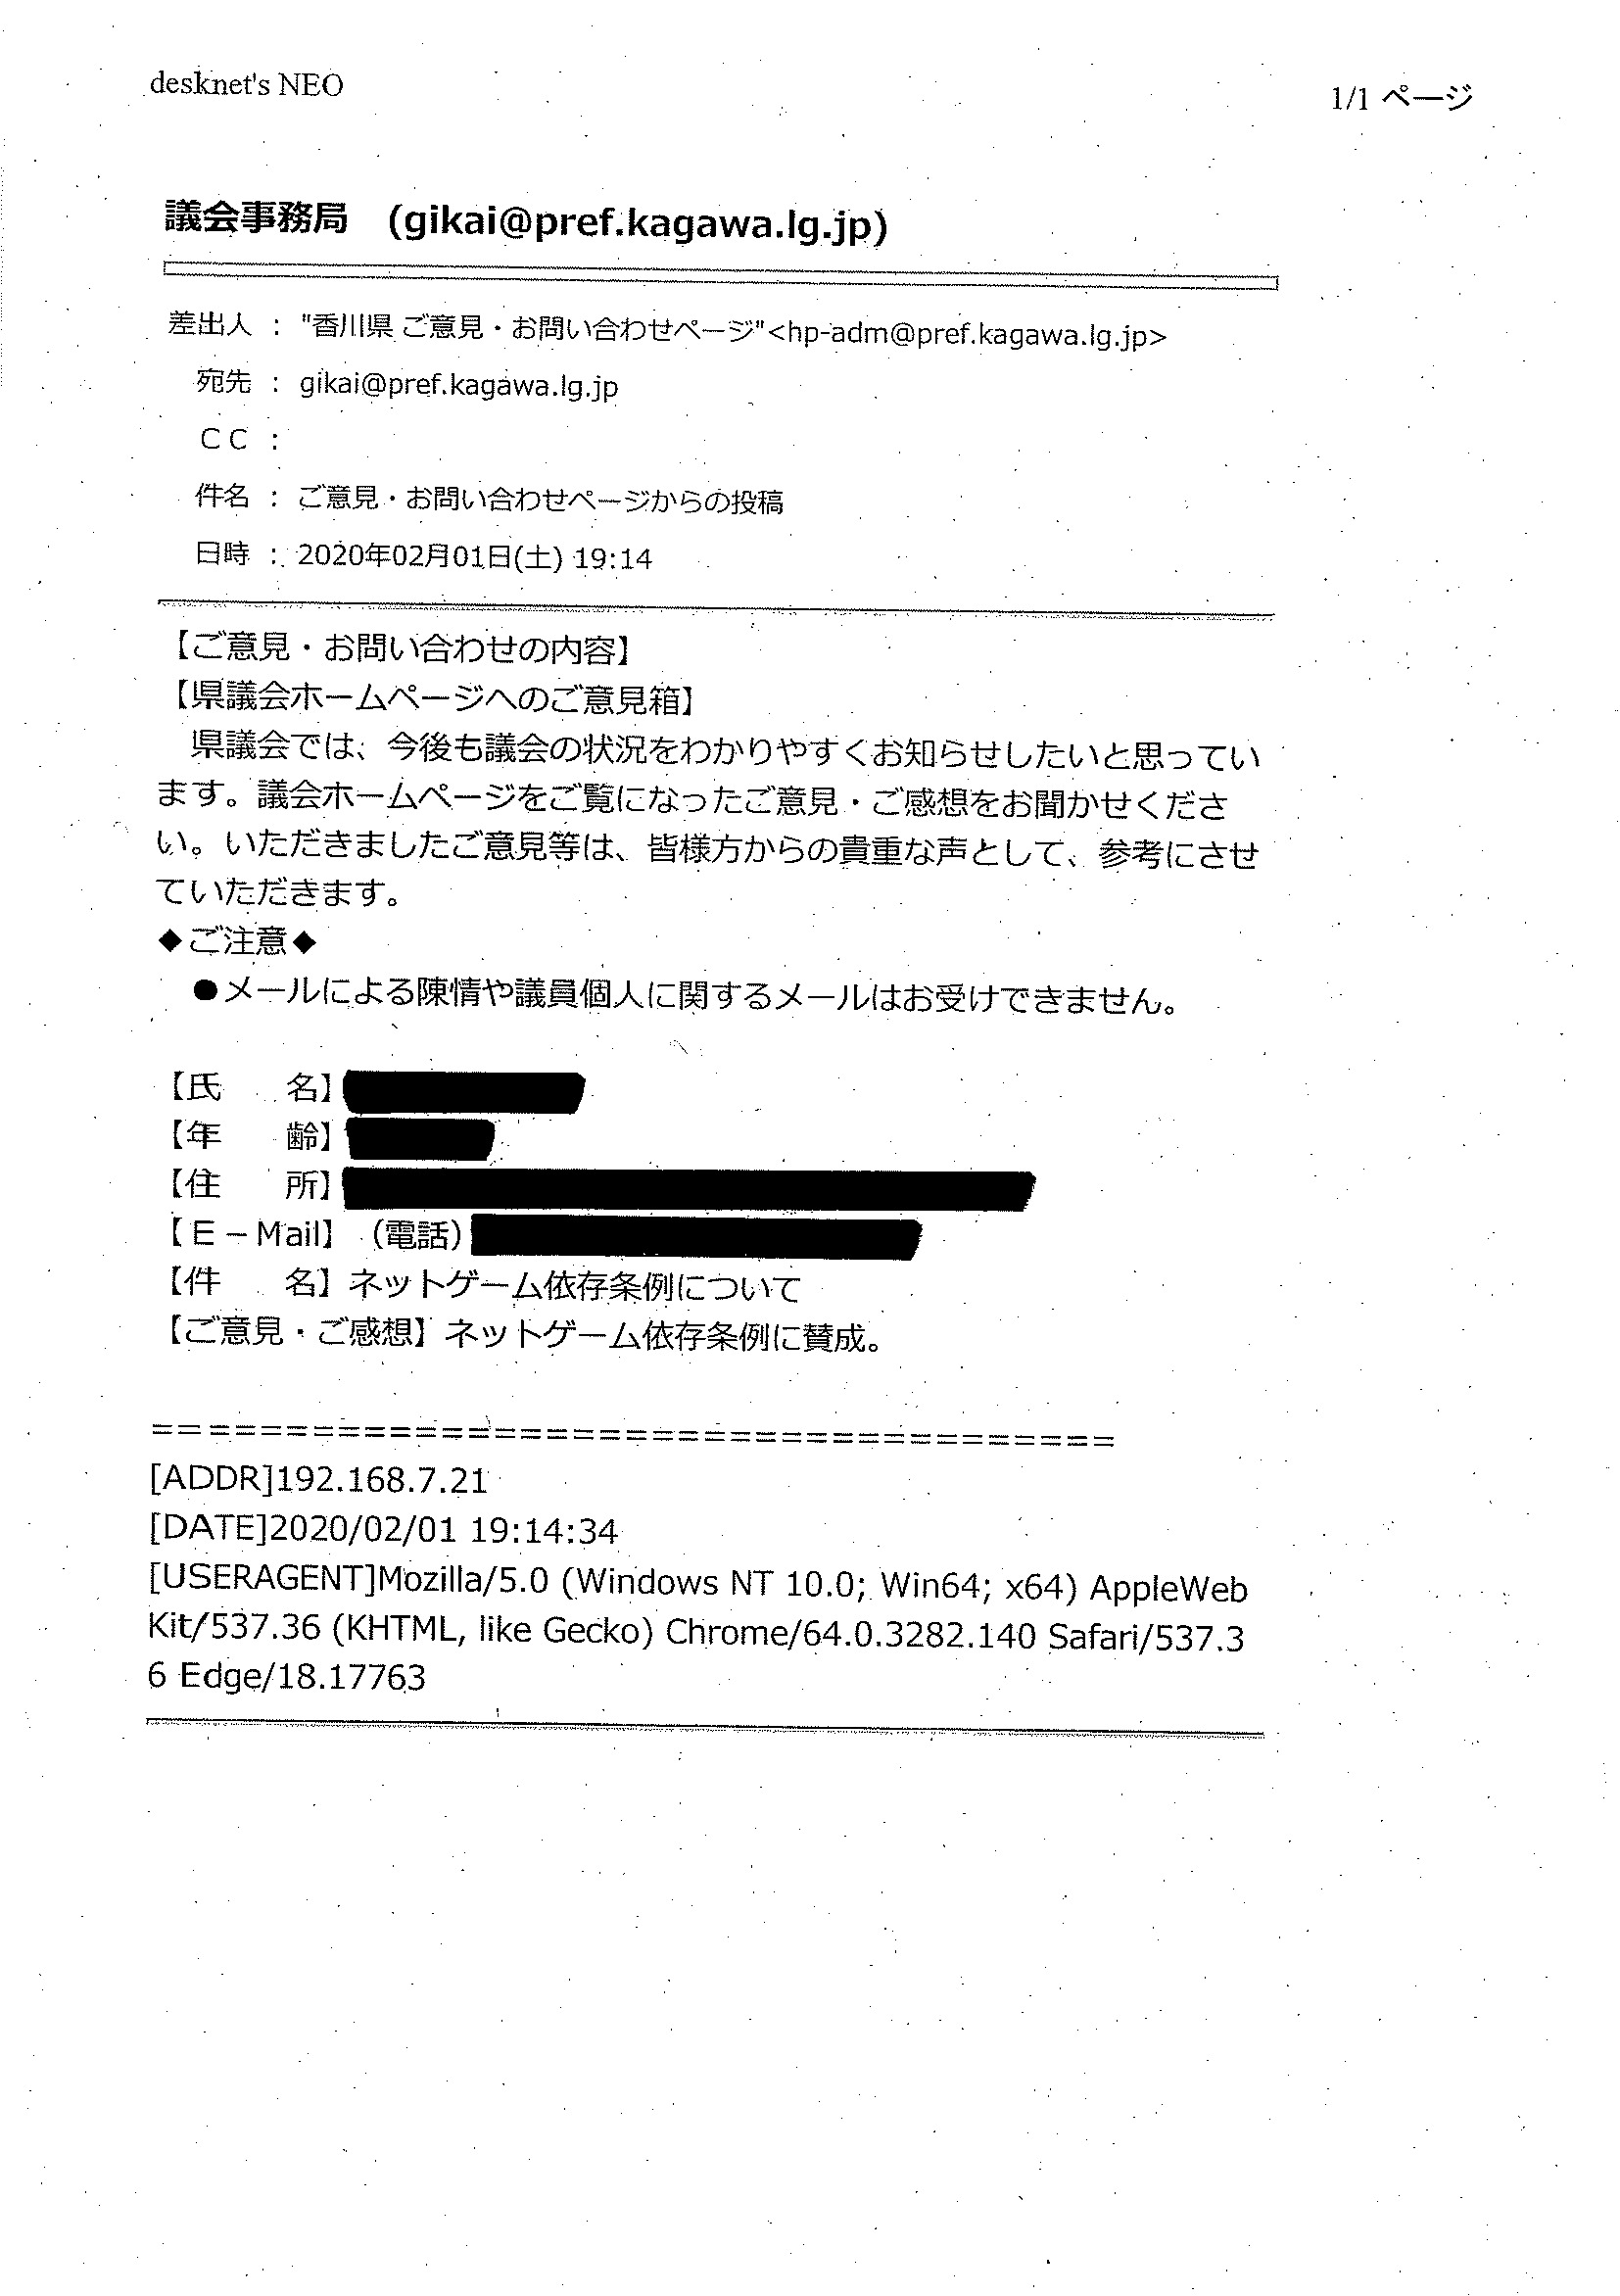 desknet's NEO
1/1 ページ
議会事務局　(gikai@pref.kagawa.lg.jp)
差出人 ： "香川県 ご意見・お問い合わせページ"<hp-adm@pref.kagawa.lg.jp>
宛先 ： gikai@pref.kagawa.lg.jp
ＣＣ ：
件名 ： ご意見・お問い合わせページからの投稿
日時 ： 2020年02月01日(土) 19:14
【ご意見・お問い合わせの内容】
【県議会ホームページへのご意見箱】
　県議会では、今後も議会の状況をわかりやすくお知らせしたいと思ってい
ます。議会ホームページをご覧になったご意見・ご感想をお聞かせくださ
い。いただきましたご意見等は、皆様方からの貴重な声として、参考にさせ
ていただきます。
◆ご注意◆
　●メールによる陳情や議員個人に関するメールはお受けできません。
【氏　　名】
【年　　齢】
【住　　所】
【Ｅ－Mail】（電話）
【件　　名】ネットゲーム依存条例について
【ご意見・ご感想】ネットゲーム依存条例に賛成。
=====================================
[ADDR]192.168.7.21
[DATE]2020/02/01 19:14:34
[USERAGENT]Mozilla/5.0 (Windows NT 10.0; Win64; x64) AppleWeb
Kit/537.36 (KHTML, like Gecko) Chrome/64.0.3282.140 Safari/537.3
6 Edge/18.17763